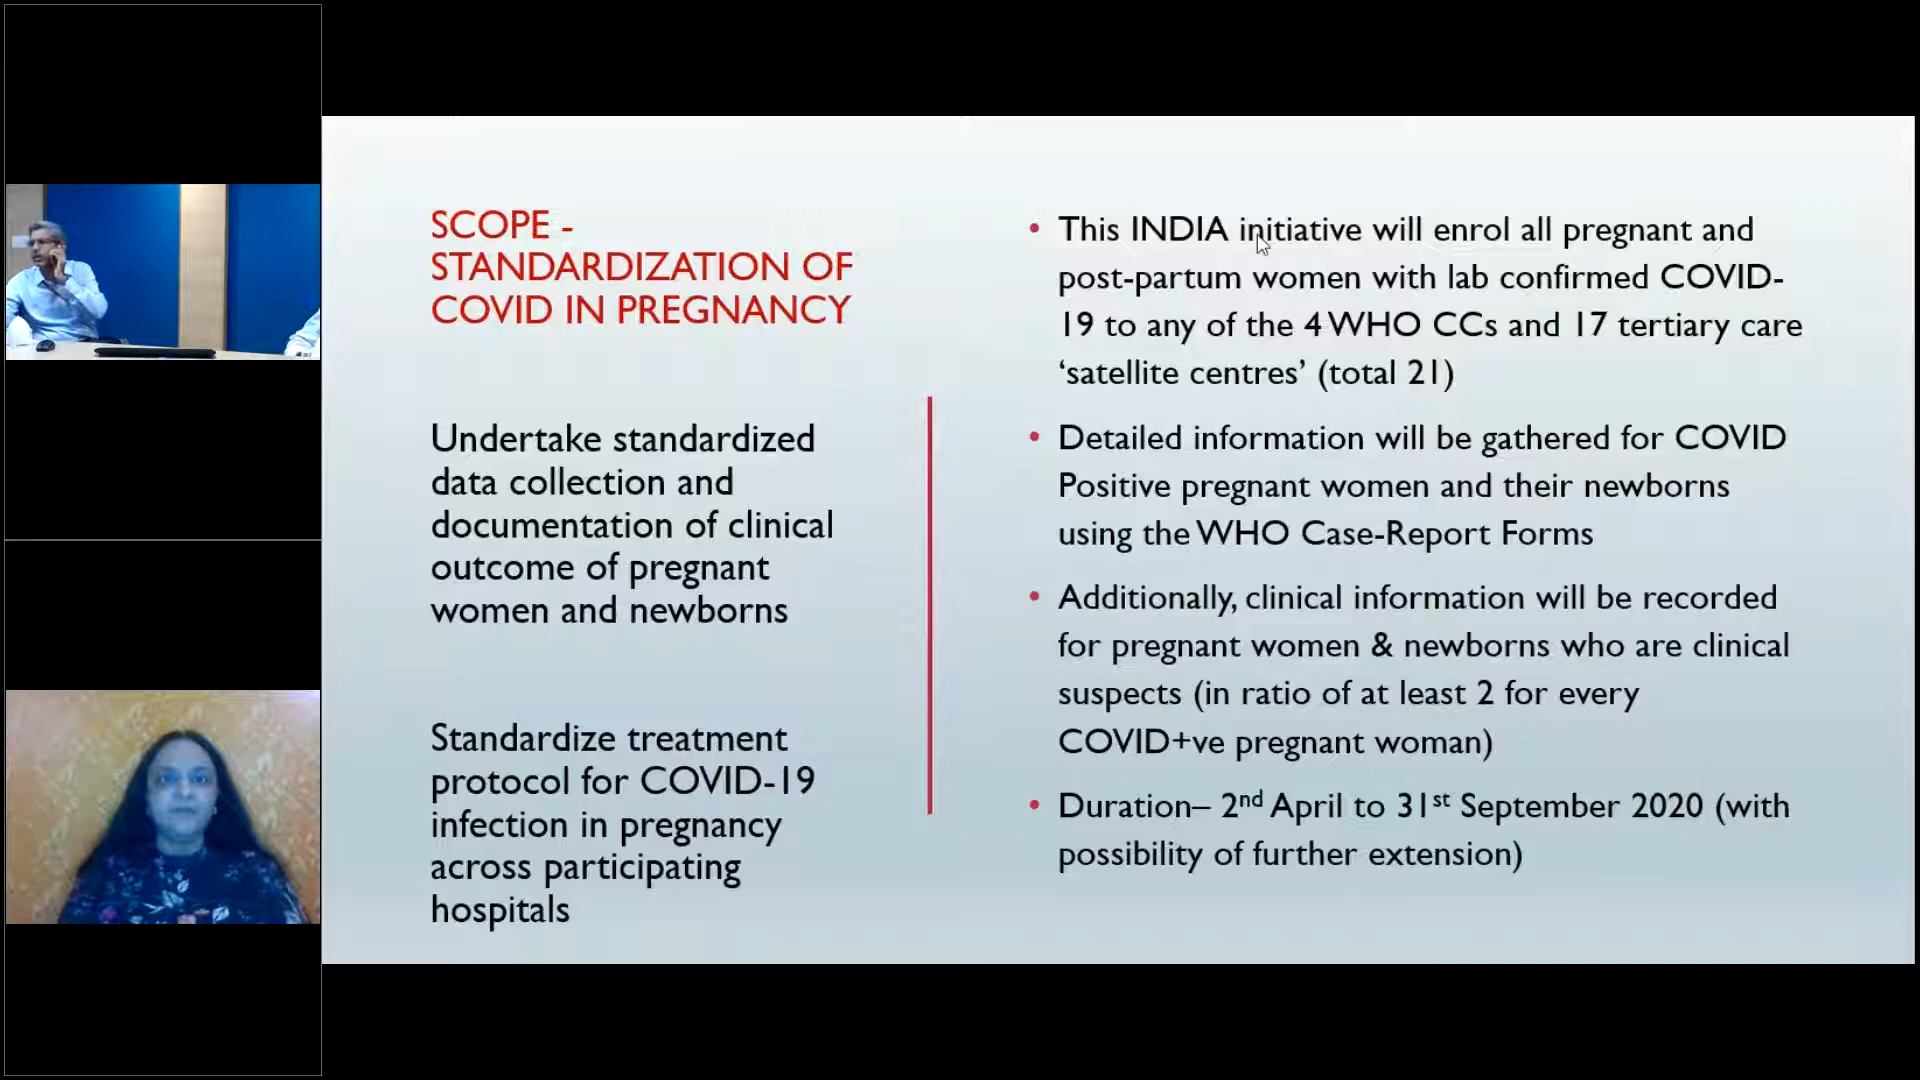 SCOPE -
STANDARDIZATION OF
COVID IN PREGNANCY
Undertake standardized
data collection and
documentation of clinical
outcome of pregnant
women and newborns
Standardize treatment
protocol for COVID-19
infection in pregnancy
across participating
hospitals
• This INDIA initiative will enrol all pregnant and
post-partum women with lab confirmed COVID-
19 to any of the 4 WHO CCs and 17 tertiary care
‘satellite centres’ (total 21)
• Detailed information will be gathered for COVID
Positive pregnant women and their newborns
using the WHO Case-Report Forms
• Additionally, clinical information will be recorded
for pregnant women & newborns who are clinical
suspects (in ratio of at least 2 for every
COVID+ve pregnant woman)
• Duration– 2nd April to 31st September 2020 (with
possibility of further extension)